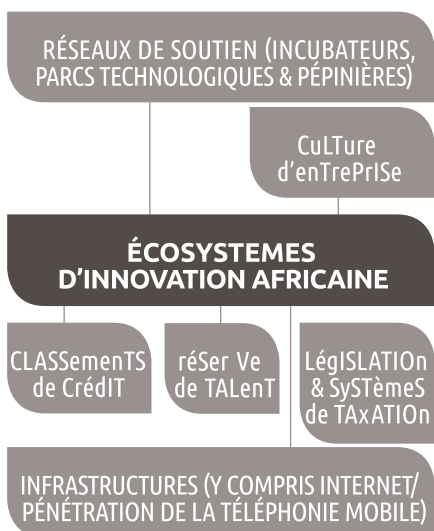 RÉSEAUX DE SOUTIEN (INCUBATEURS,
PARCS TECHNOLOGIQUES & PÉPINIÈRES)
CuLTure
d'enTrePrISe
ÉCOSYSTEMES
D'INNOVATION AFRICAINE
CLASSemenTS
de CrédIT
réSer Ve
de TALenT
LégISLATIOn
& SySTèmeS
de TAxATIOn
INFRASTRUCTURES (Y COMPRIS INTERNET/
PÉNÉTRATION DE LA TÉLÉPHONIE MOBILE)